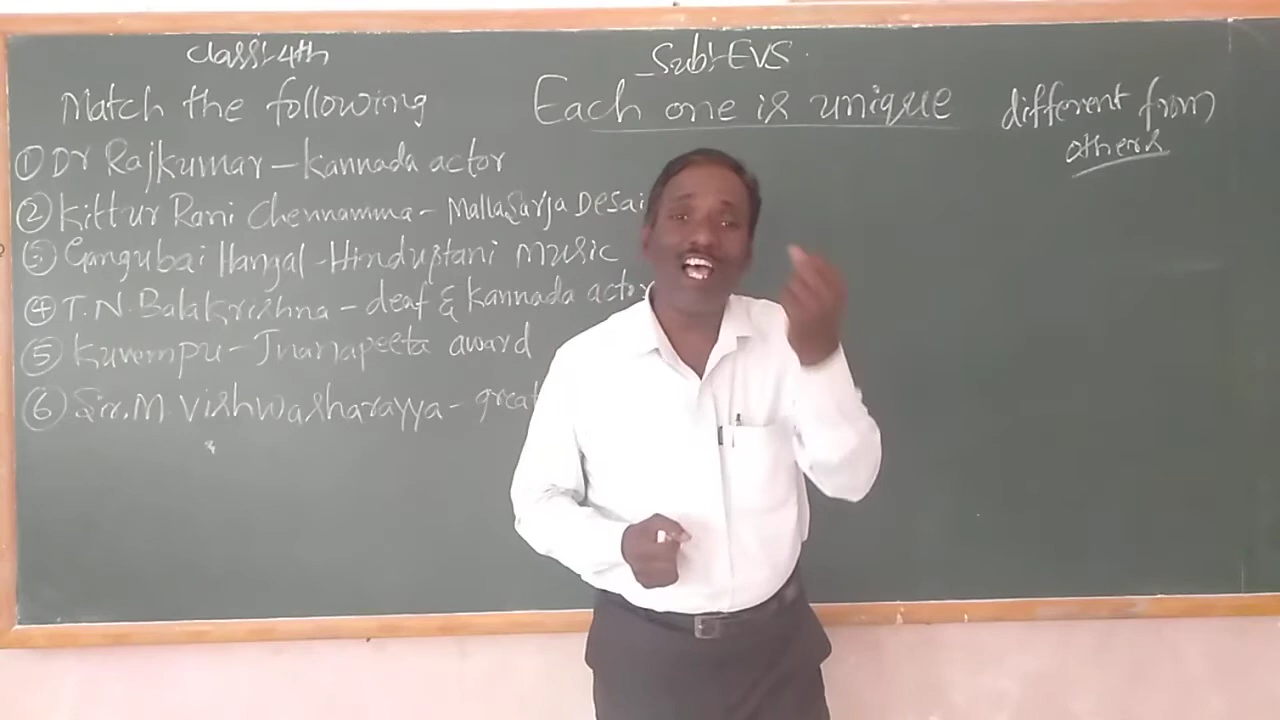 Class:- 4th
Sub:- EVS
Match the following
Each one is unique
different from
others
① Dr Rajkumar - Kannada actor
② Kittur Rani Chennamma - Mallasarja Desai
③ Gangubai Hangal - Hindustani music
④ T.N. Balakrishna - deaf & Kannada actor
⑤ Kuvempu - Jnanapeeta award
⑥ Sir. M. Vishwasharayya - great